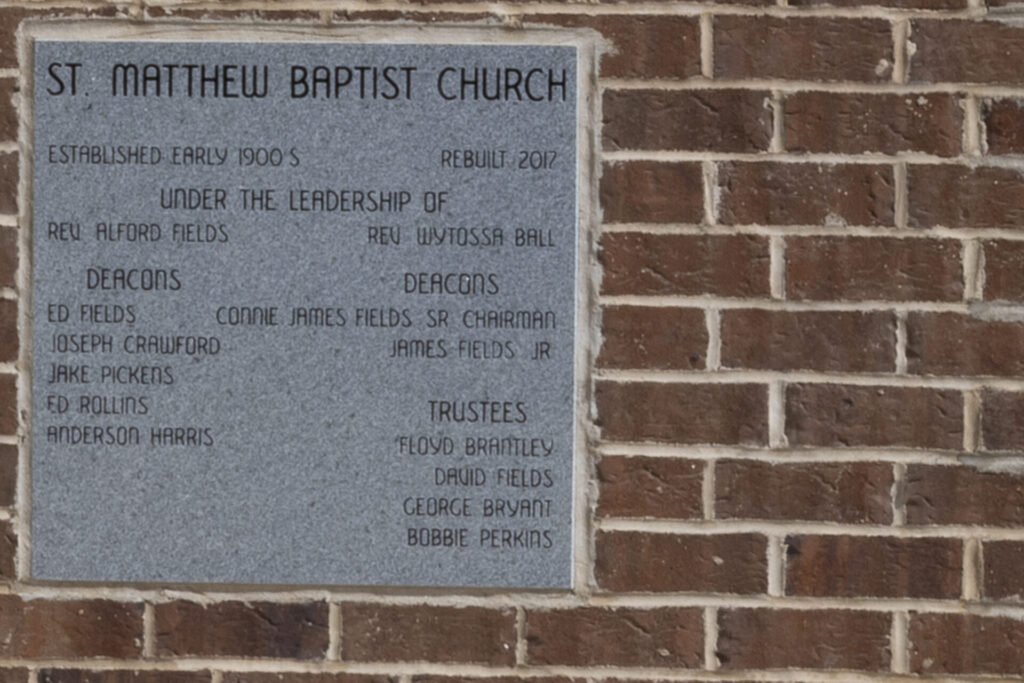 ST. MATTHEW BAPTIST CHURCH
ESTABLISHED EARLY 1900'S REBUILT 2017
UNDER THE LEADERSHIP OF
REV. ALFORD FIELDS REV. WYTOSSA BALL
DEACONS DEACONS
ED FIELDS CONNIE JAMES FIELDS SR CHAIRMAN
JOSEPH CRAWFORD JAMES FIELDS JR
JAKE PICKENS
ED ROLLINS TRUSTEES
ANDERSON HARRIS FLOYD BRANTLEY
DAVID FIELDS
GEORGE BRYANT
BOBBIE PERKINS